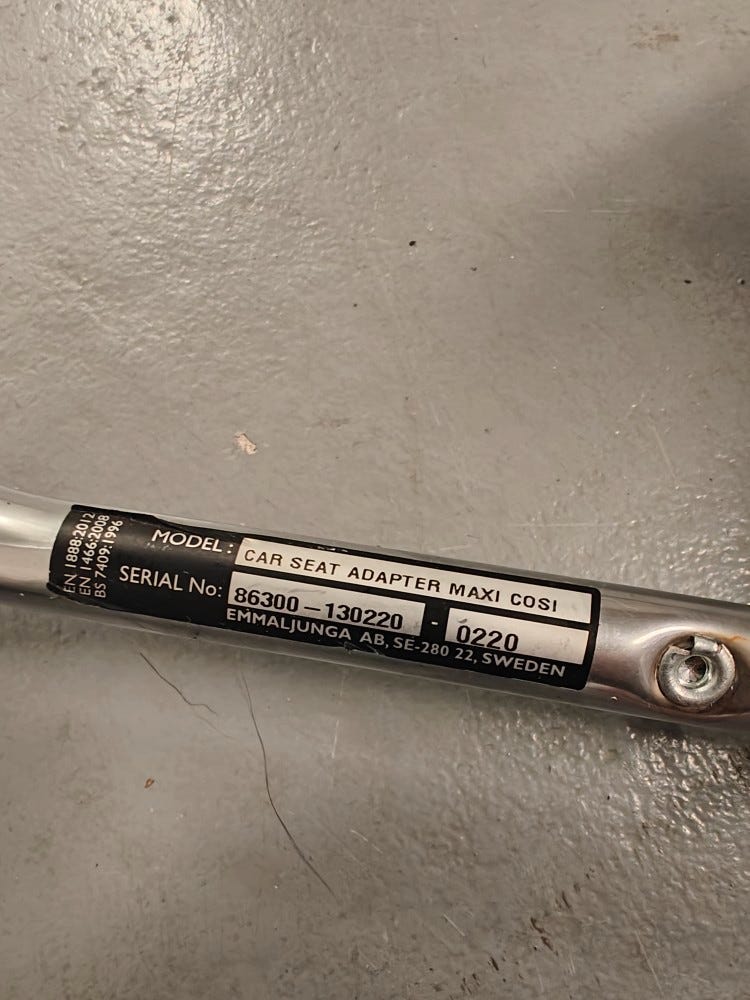 EN 1888:2012
EN 1466:2008
BS 7409:1996
MODEL: CAR SEAT ADAPTER MAXI COSI
SERIAL No: 86300-130220 - 0220
EMMALJUNGA AB, SE-280 22, SWEDEN